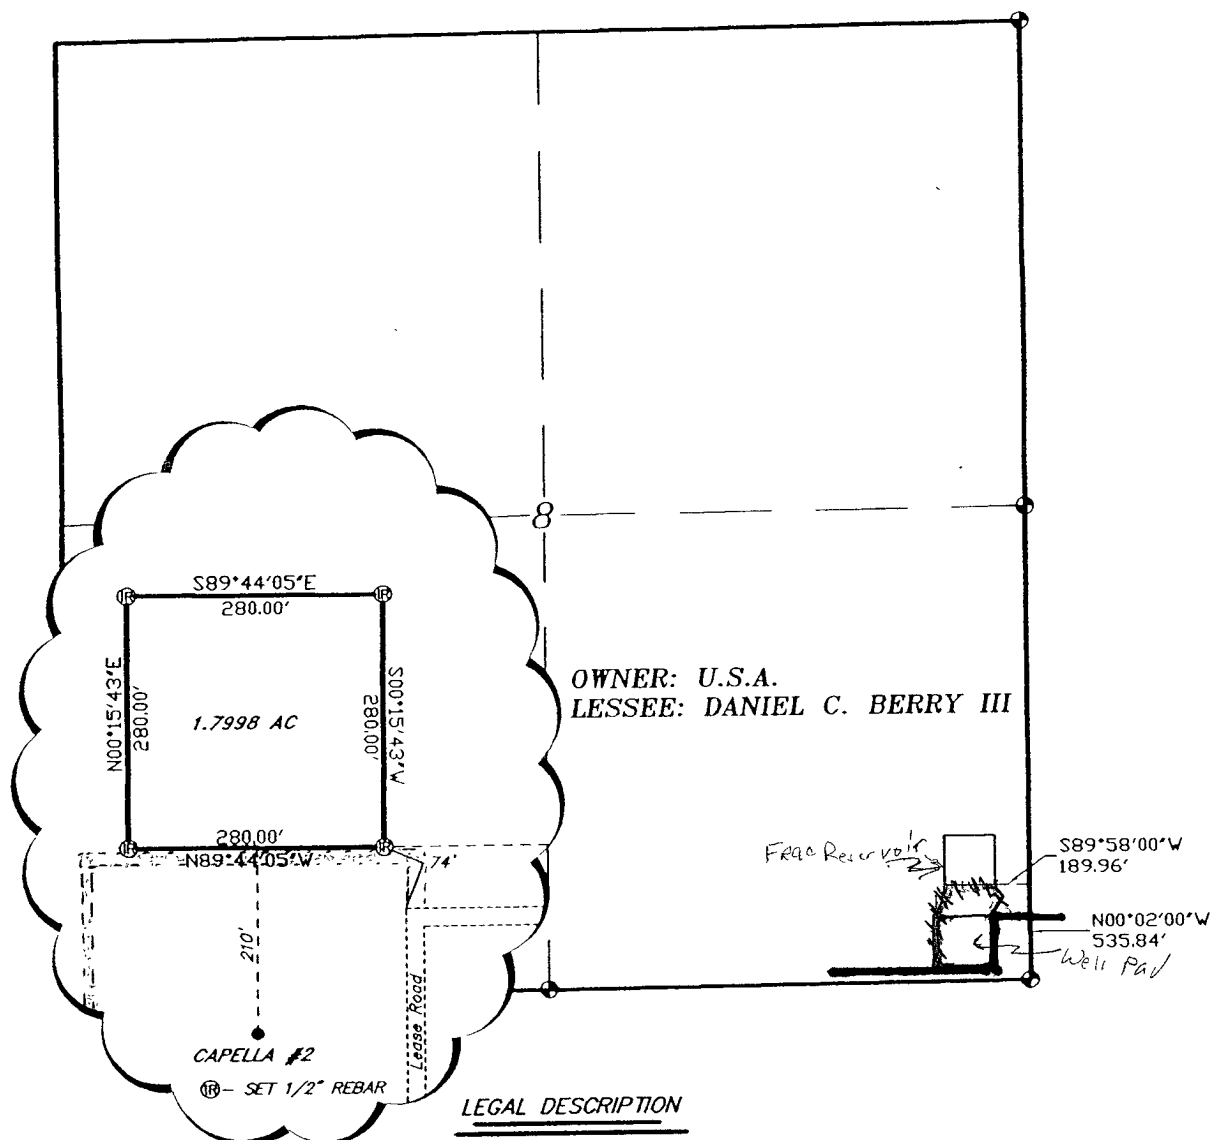 8
S89°44'05"E
280.00'
N00°15'43"E
280.00'
1.7998 AC
S00°15'43"W
280.00'
280.00'
N89°44'05"W
74'
210'
Lease Road
CAPELLA #2
IR - SET 1/2" REBAR
OWNER: U.S.A.
LESSEE: DANIEL C. BERRY III
Frac Reservoir
S89°58'00"W
189.96'
N00°02'00"W
535.84'
Well Pad
LEGAL DESCRIPTION